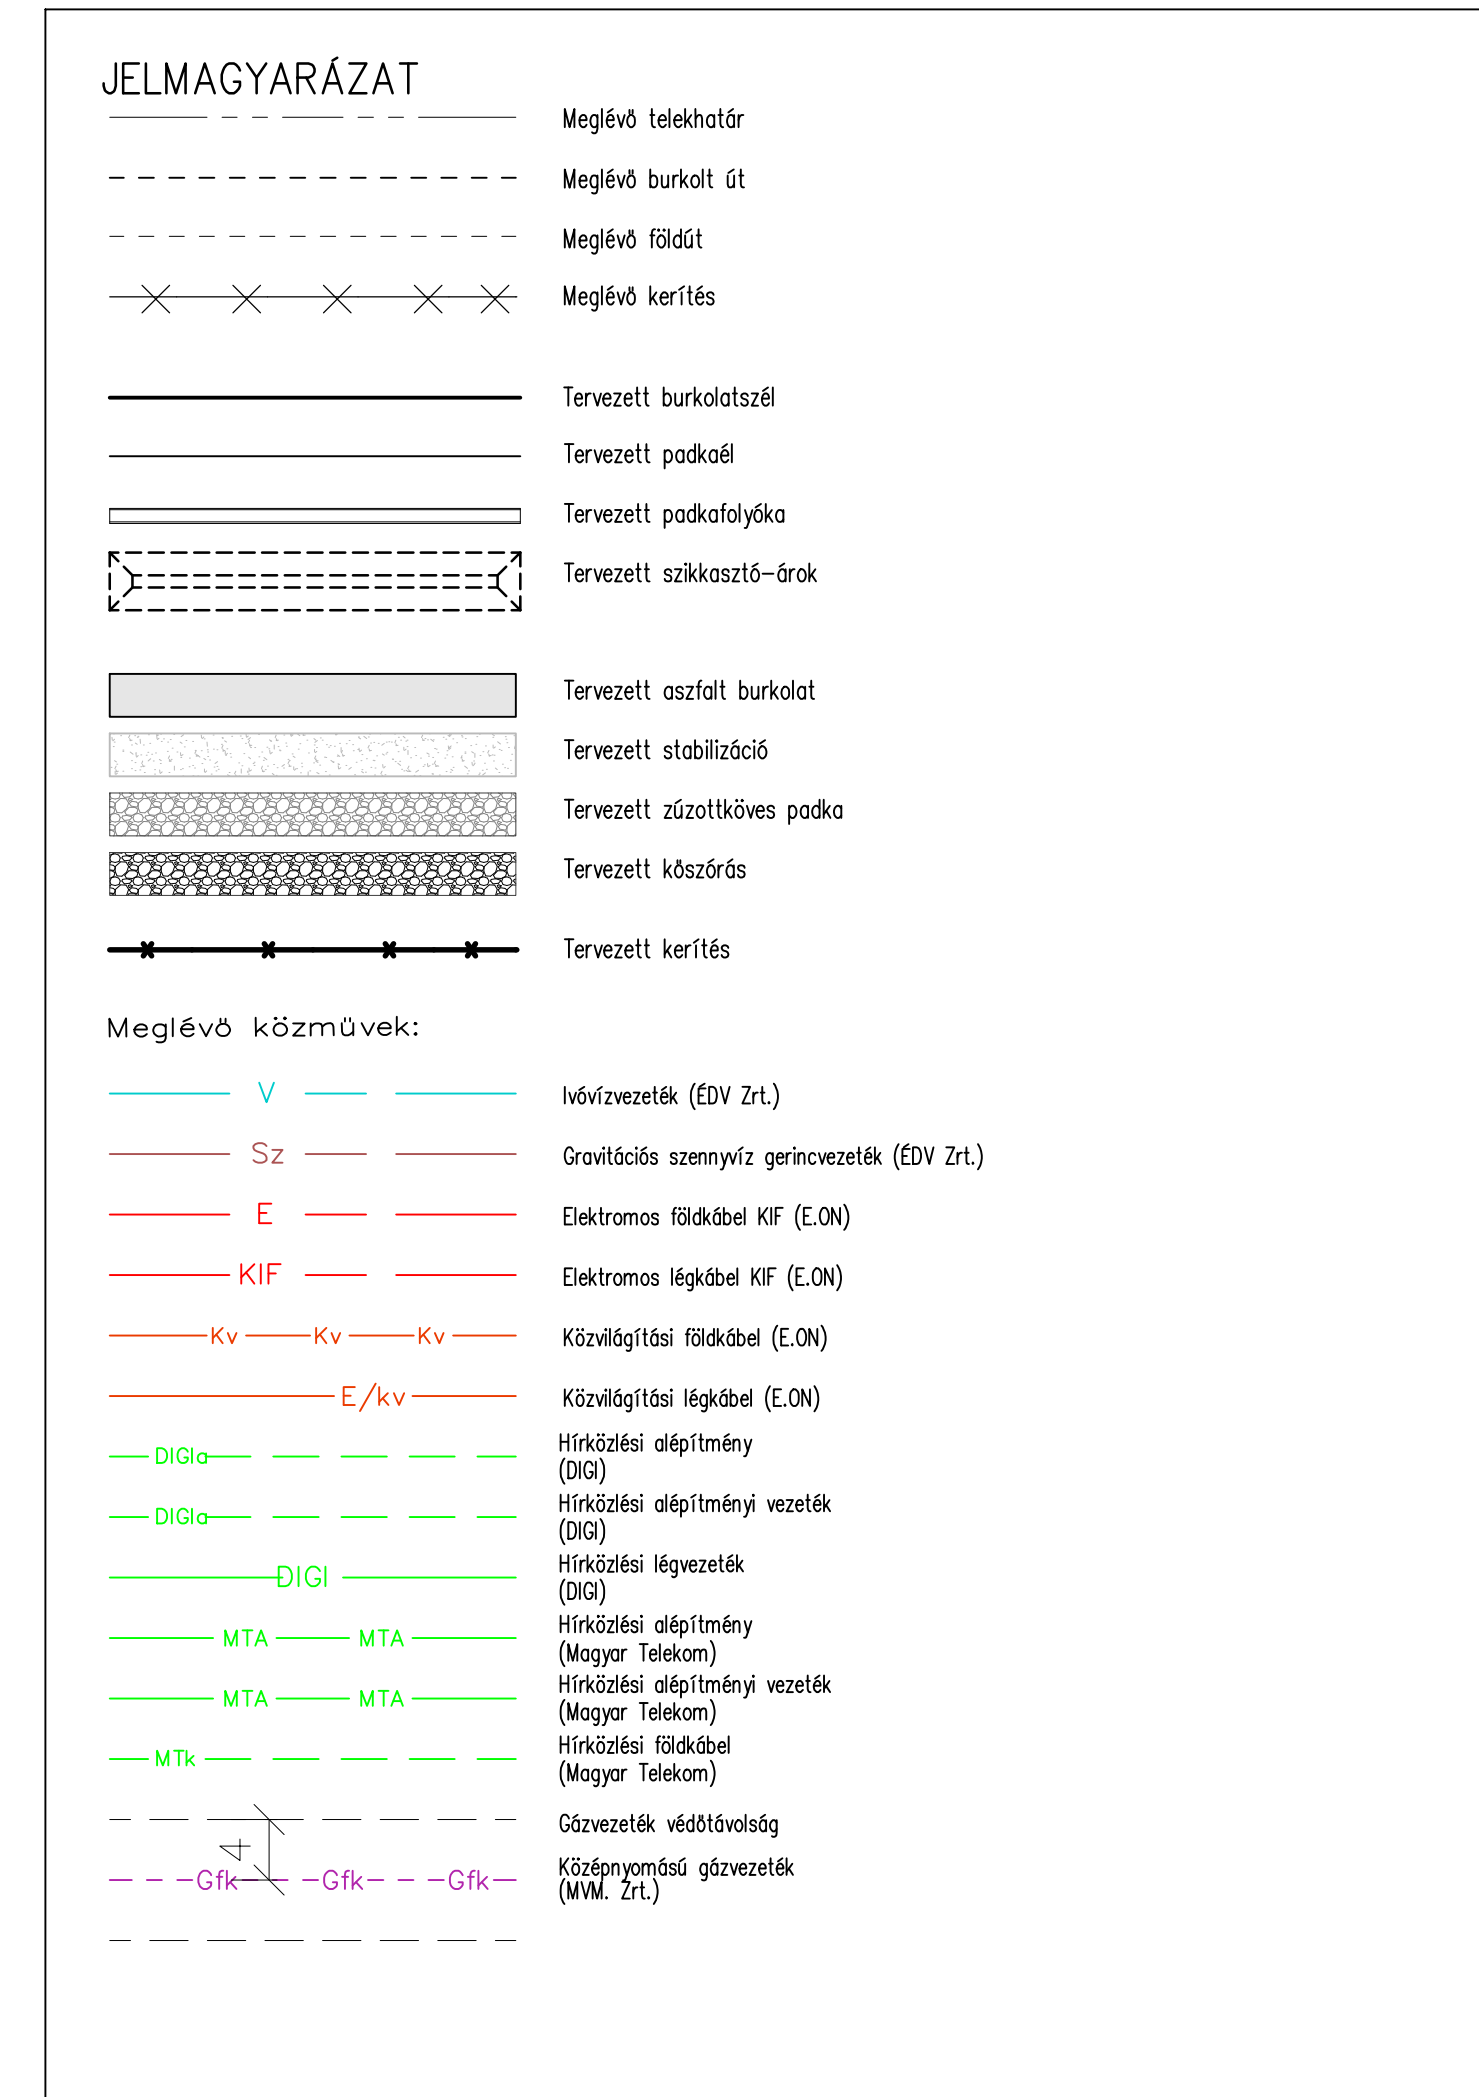 JELMAGYARÁZAT
Meglévő telekhatár
Meglévő burkolt út
Meglévő földút
Meglévő kerítés
Tervezett burkolatszél
Tervezett padkaél
Tervezett padkafolyóka
Tervezett szikkasztó-árok
Tervezett aszfalt burkolat
Tervezett stabilizáció
Tervezett zúzottköves padka
Tervezett kőszórás
Tervezett kerítés
Meglévő közművek:
V Ivóvízvezeték (ÉDV Zrt.)
Sz Gravitációs szennyvíz gerincvezeték (ÉDV Zrt.)
E Elektromos földkábel KIF (E.ON)
KIF Elektromos légkábel KIF (E.ON)
Kv Kv Kv Közvilágítási földkábel (E.ON)
E/kv Közvilágítási légkábel (E.ON)
DIGIa Hírközlési alépítmény
(DIGI)
DIGIa Hírközlési alépítményi vezeték
(DIGI)
DIGI Hírközlési légvezeték
(DIGI)
MTA MTA Hírközlési alépítmény
(Magyar Telekom)
MTA MTA Hírközlési alépítményi vezeték
(Magyar Telekom)
MTk Hírközlési földkábel
(Magyar Telekom)
Gázvezeték védőtávolság
4
Gfk Gfk Gfk Középnyomású gázvezeték
(MVM. Zrt.)